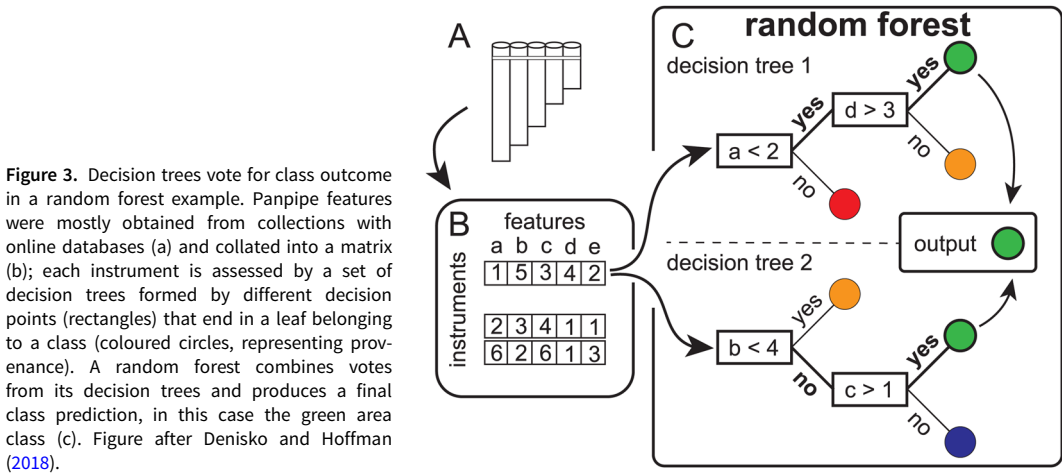 Figure 3. Decision trees vote for class outcome
in a random forest example. Panpipe features
were mostly obtained from collections with
online databases (a) and collated into a matrix
(b); each instrument is assessed by a set of
decision trees formed by different decision
points (rectangles) that end in a leaf belonging
to a class (coloured circles, representing prov-
enance). A random forest combines votes
from its decision trees and produces a final
class prediction, in this case the green area
class (c). Figure after Denisko and Hoffman
(2018).
A
B
features
a b c d e
1 5 3 4 2
2 3 4 1 1
6 2 6 1 3
instruments
C
random forest
decision tree 1
a < 2
yes
no
d > 3
yes
no
output
decision tree 2
b < 4
yes
no
c > 1
yes
no